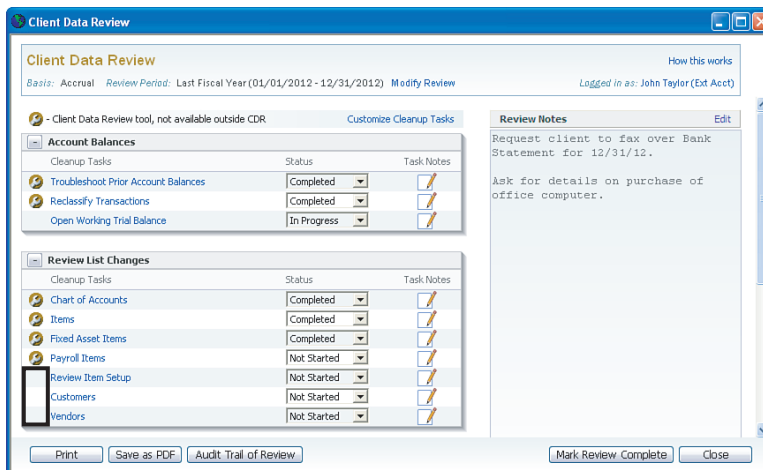 Client Data Review
Client Data Review
How this works
Basis: Accrual Review Period: Last Fiscal Year (01/01/2012 - 12/31/2012) Modify Review
Logged in as: John Taylor (Ext Acct)
- Client Data Review tool, not available outside CDR
Customize Cleanup Tasks
Account Balances
Cleanup Tasks Status Task Notes
Troubleshoot Prior Account Balances Completed
Reclassify Transactions Completed
Open Working Trial Balance In Progress
Review List Changes
Cleanup Tasks Status Task Notes
Chart of Accounts Completed
Items Completed
Fixed Asset Items Completed
Payroll Items Not Started
Review Item Setup Not Started
Customers Not Started
Vendors Not Started
Review Notes Edit
Request client to fax over Bank
Statement for 12/31/12.
Ask for details on purchase of
office computer.
Print Save as PDF Audit Trail of Review Mark Review Complete Close